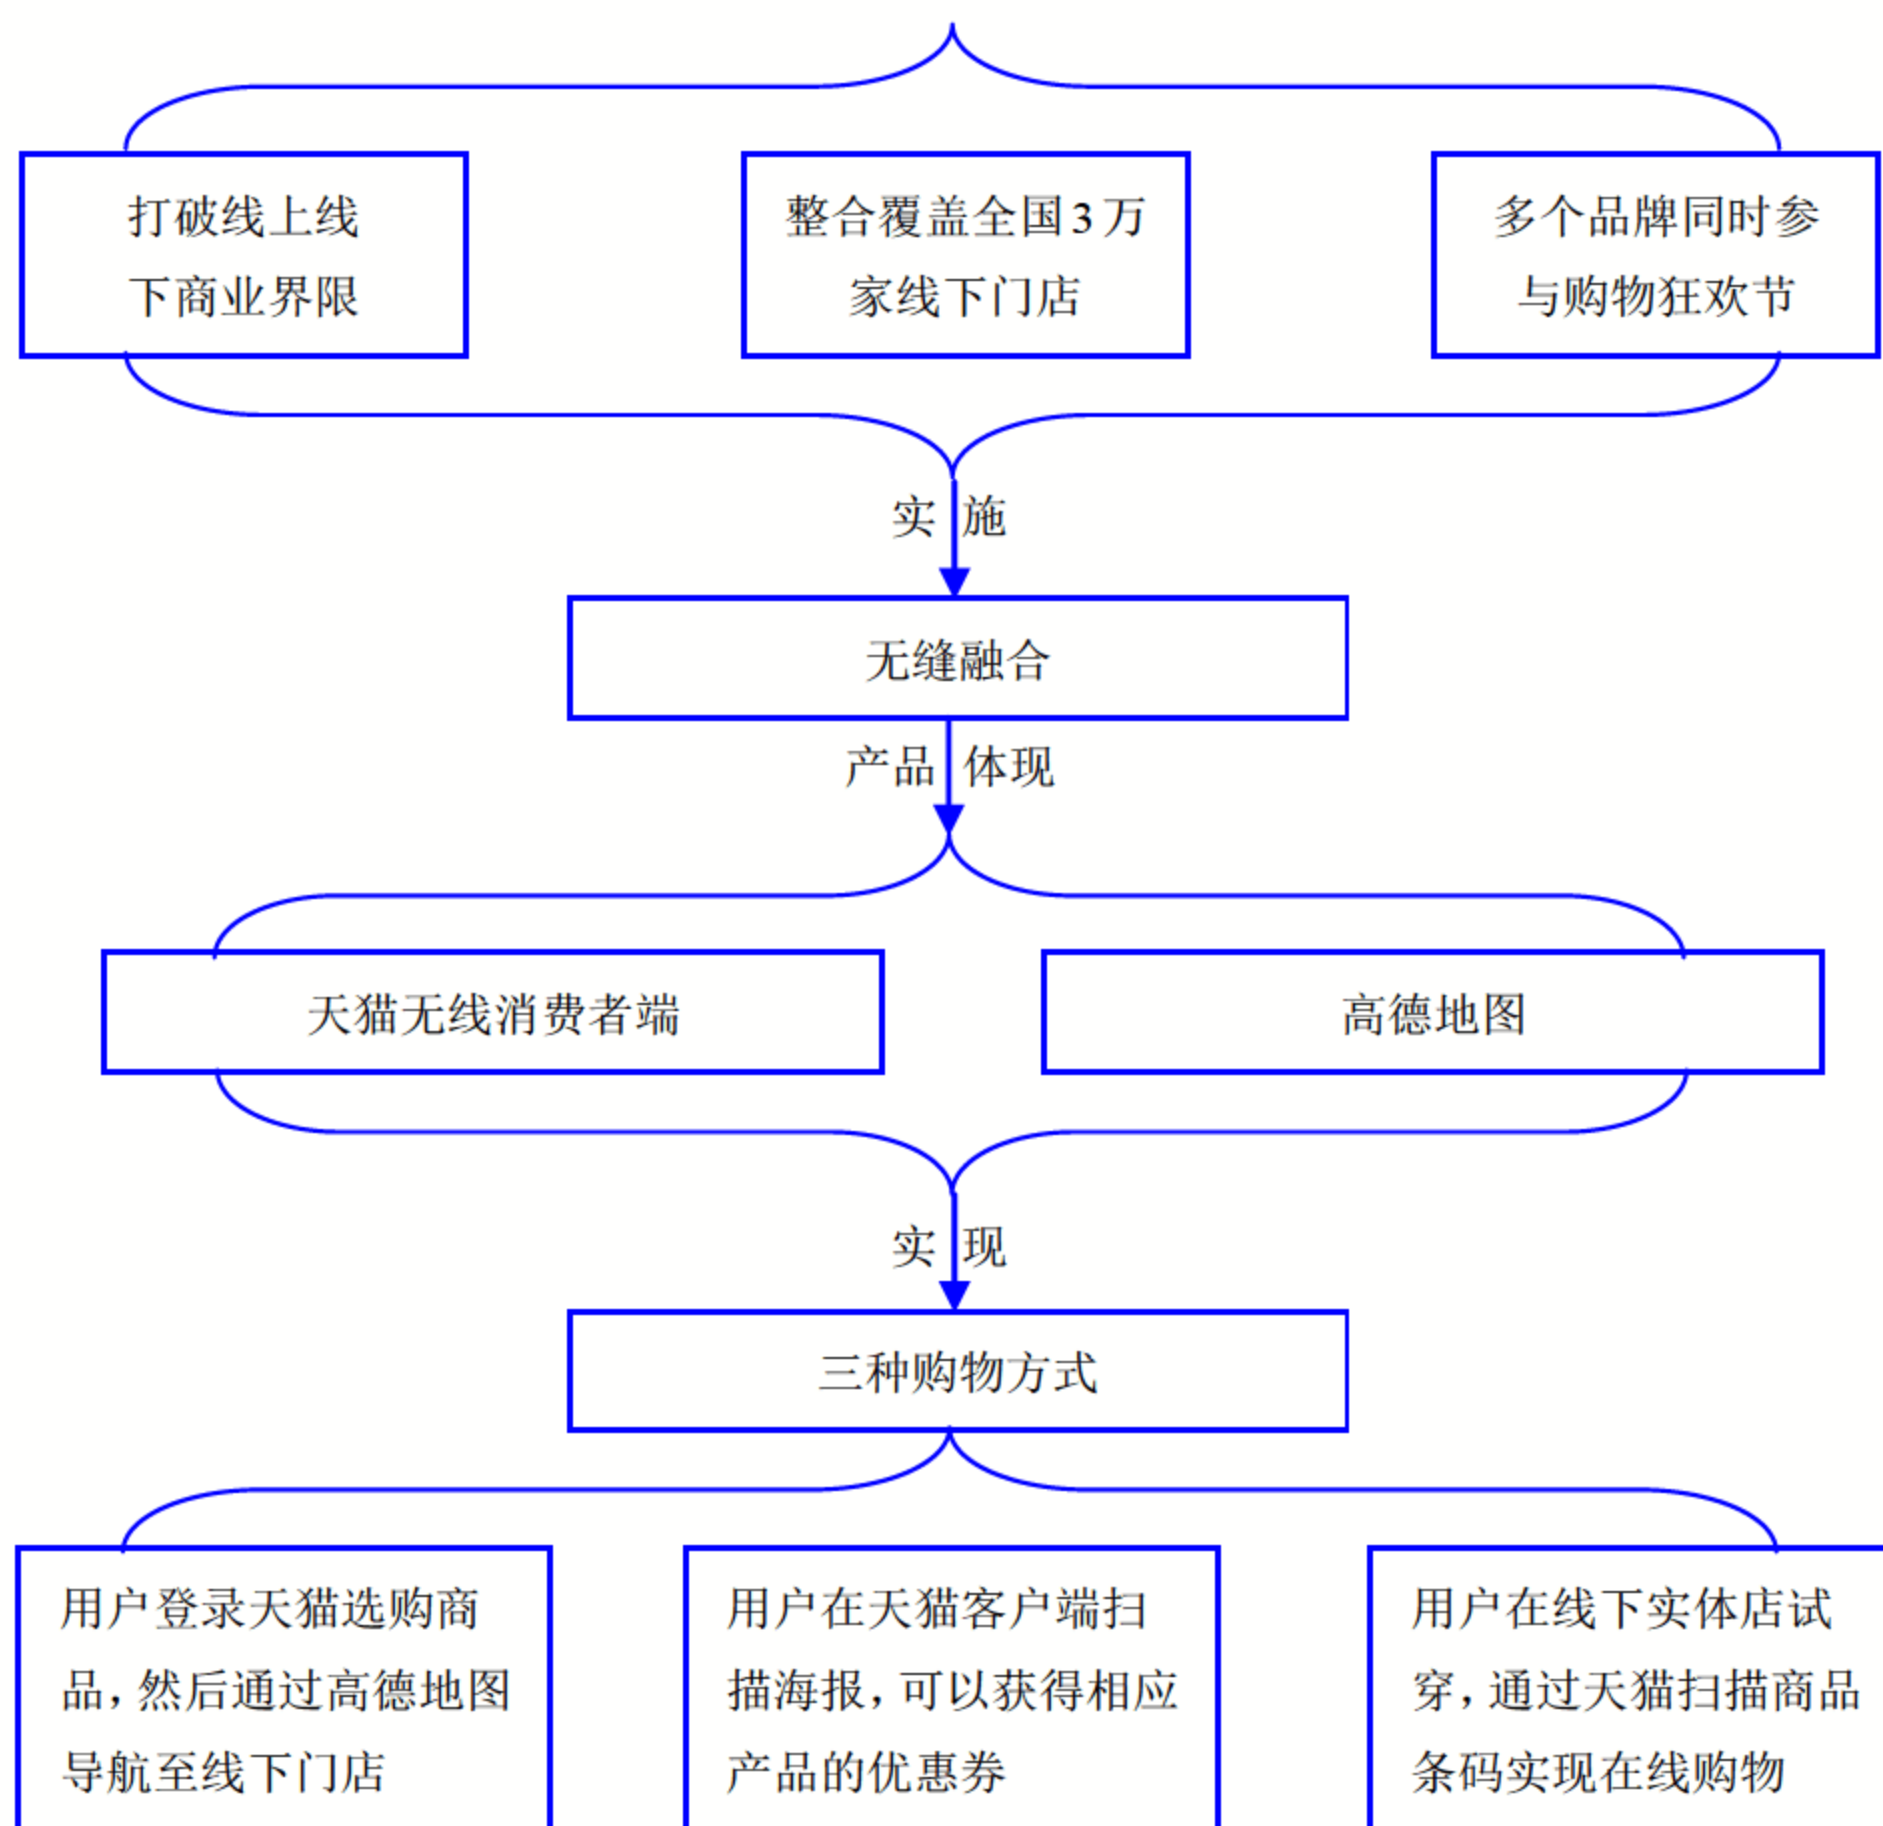 打破线上线
下商业界限
整合覆盖全国3万
家线下门店
多个品牌同时参
与购物狂欢节
实施
无缝融合
产品体现
天猫无线消费者端
高德地图
实现
三种购物方式
用户登录天猫选购商
品，然后通过高德地图
导航至线下门店
用户在天猫客户端扫
描海报，可以获得相应
产品的优惠券
用户在线下实体店试
穿，通过天猫扫描商品
条码实现在线购物